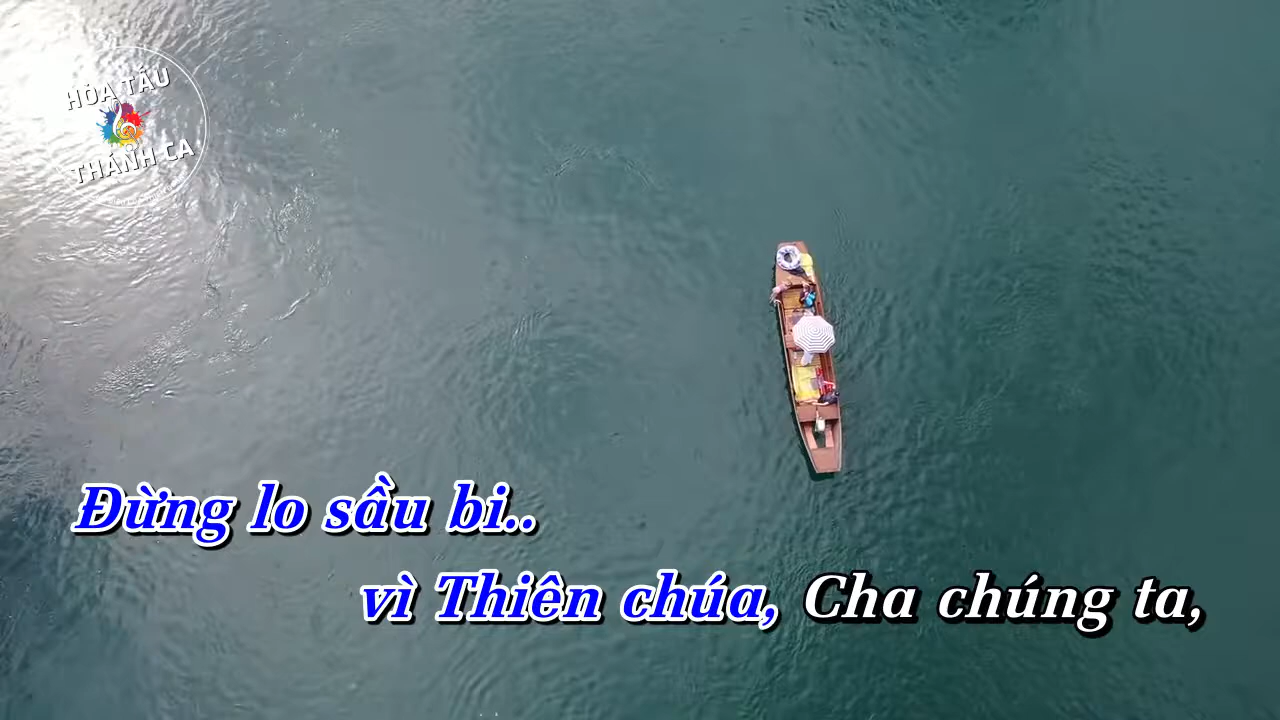 HÒA TẤU
THÁNH CA
Đừng lo sầu bi..
vì Thiên chúa, Cha chúng ta,